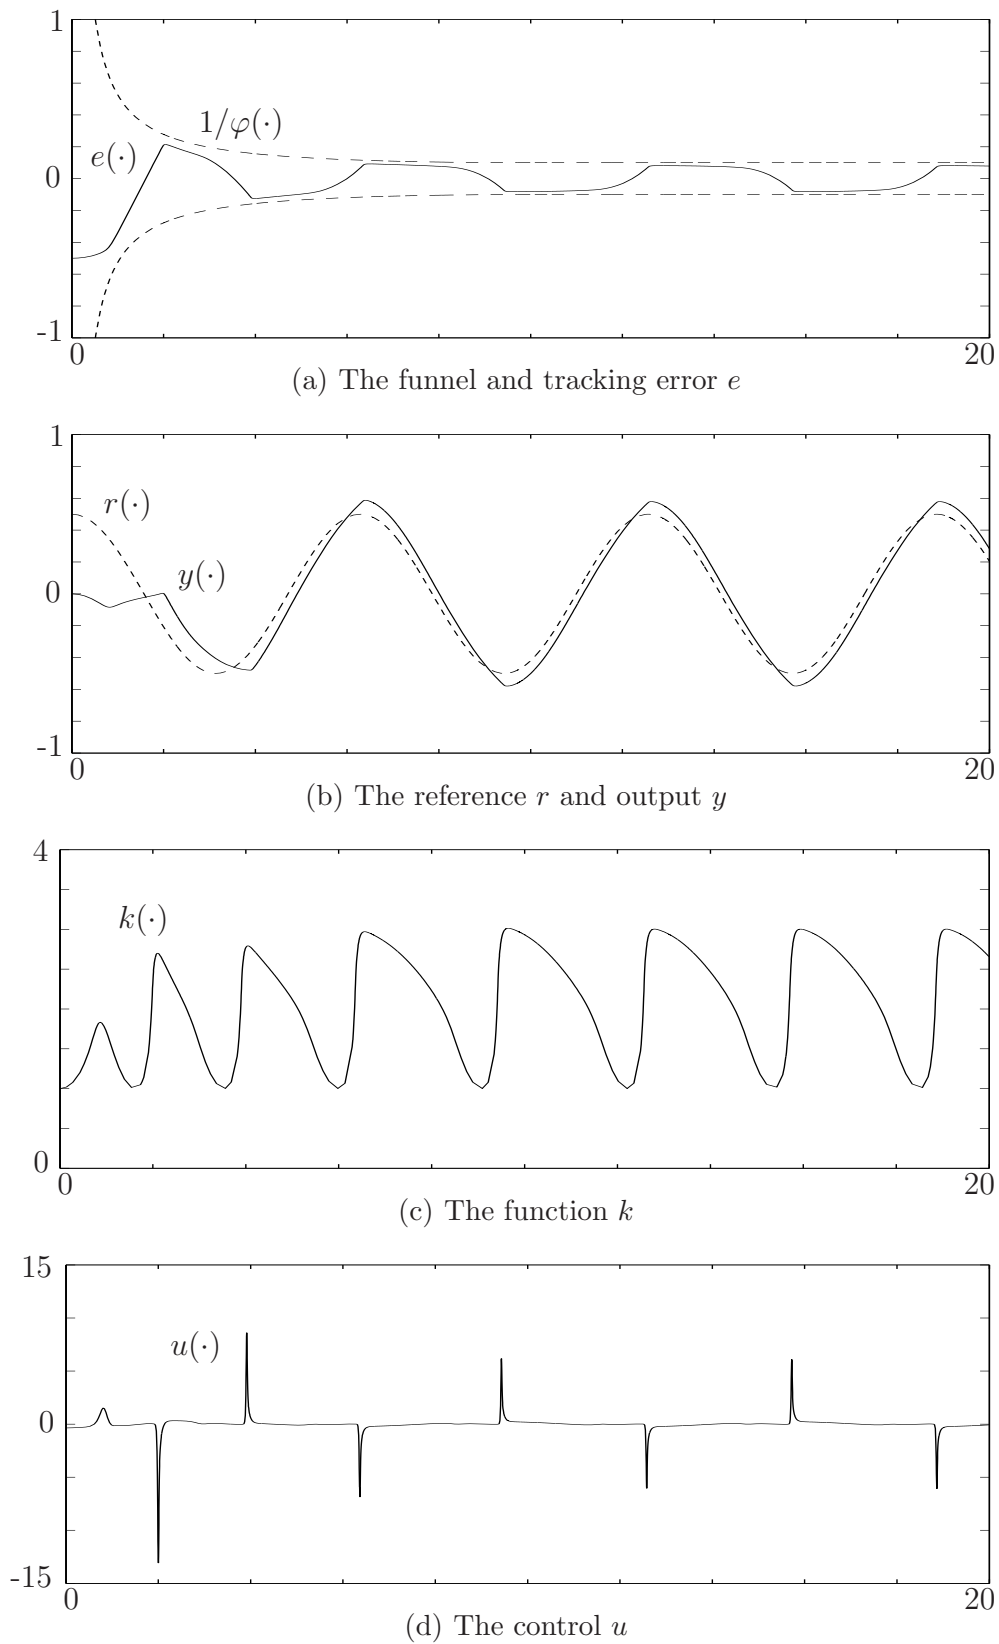 1
1/φ(·)
e(·)
0
-1
0
20
(a) The funnel and tracking error e
1
r(·)
y(·)
0
-1
0
20
(b) The reference r and output y
4
k(·)
0
0
20
(c) The function k
15
u(·)
0
-15
0
20
(d) The control u